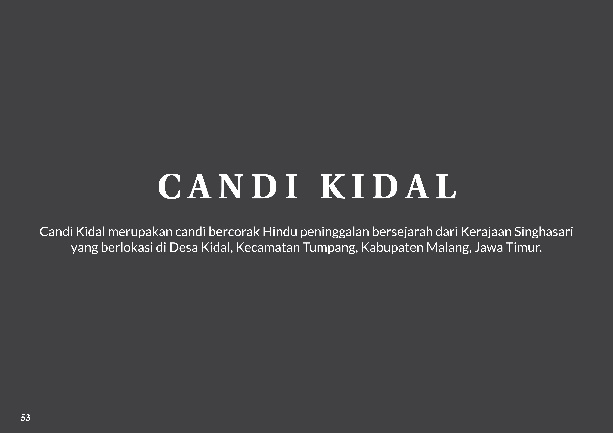 CANDI KIDAL
Candi Kidal merupakan candi bercorak Hindu peninggalan bersejarah dari Kerajaan Singhasari
yang berlokasi di Desa Kidal, Kecamatan Tumpang, Kabupaten Malang, Jawa Timur.
53